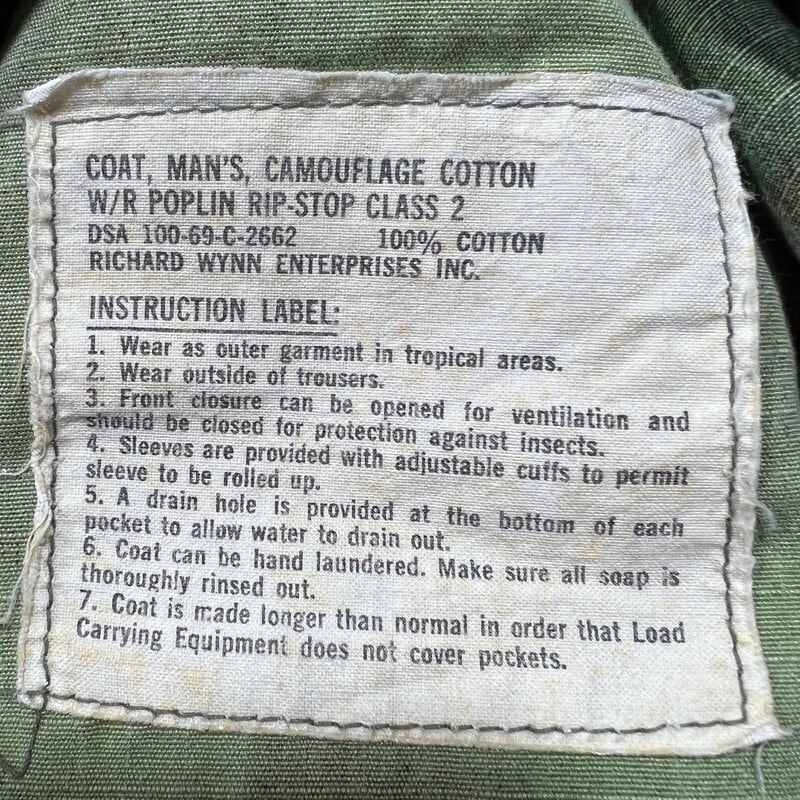 COAT, MAN'S, CAMOUFLAGE COTTON
W/R POPLIN RIP-STOP CLASS 2
DSA 100-69-C-2662 100% COTTON
RICHARD WYNN ENTERPRISES INC.
INSTRUCTION LABEL:
1. Wear as outer garment in tropical areas.
2. Wear outside of trousers.
3. Front closure can be opened for ventilation and
should be closed for protection against insects.
4. Sleeves are provided with adjustable cuffs to permit
sleeve to be rolled up.
5. A drain hole is provided at the bottom of each
pocket to allow water to drain out.
6. Coat can be hand laundered. Make sure all soap is
thoroughly rinsed out.
7. Coat is made longer than normal in order that Load
Carrying Equipment does not cover pockets.